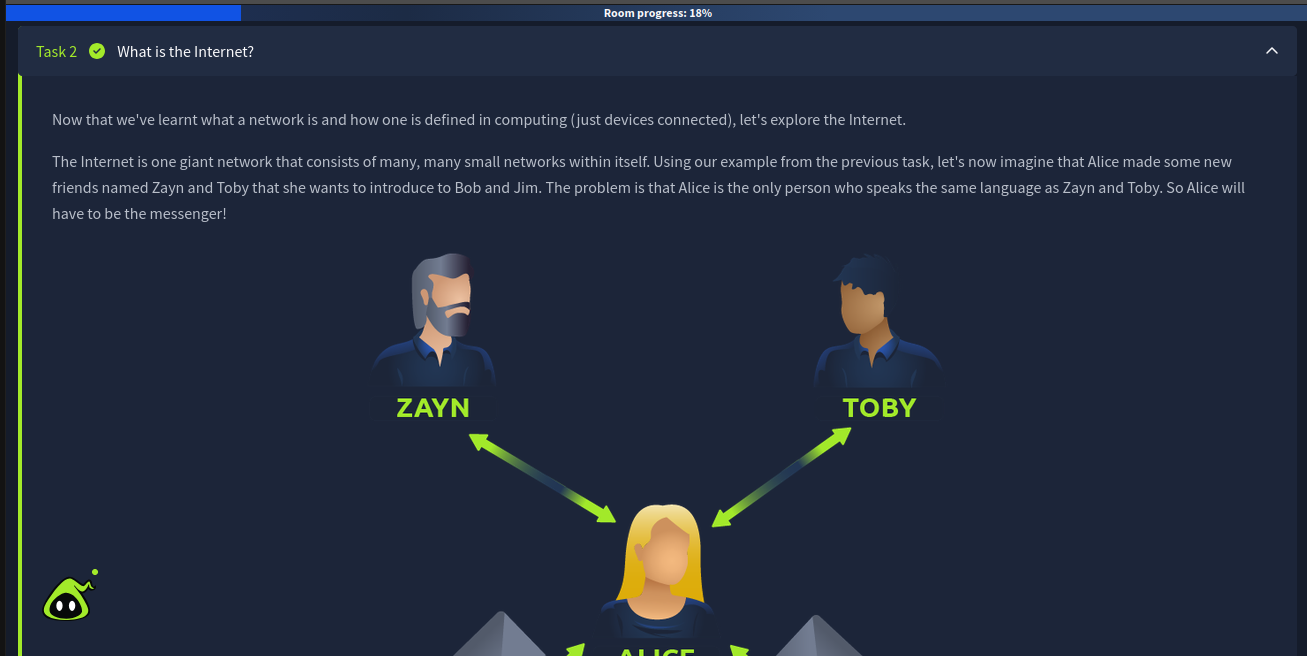 Room progress: 18%
Task 2 What is the Internet?
Now that we've learnt what a network is and how one is defined in computing (just devices connected), let's explore the Internet.
The Internet is one giant network that consists of many, many small networks within itself. Using our example from the previous task, let's now imagine that Alice made some new
friends named Zayn and Toby that she wants to introduce to Bob and Jim. The problem is that Alice is the only person who speaks the same language as Zayn and Toby. So Alice will
have to be the messenger!
ZAYN TOBY
ALICE